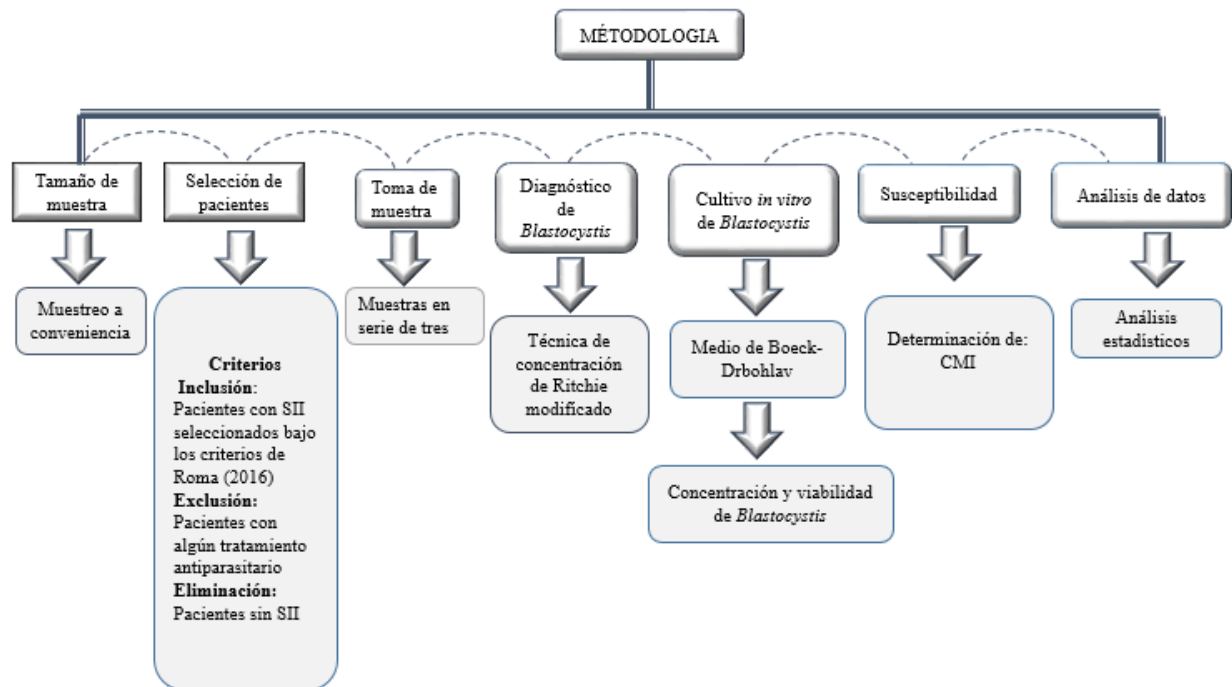 MÉTODOLOGIA
Tamaño de
muestra
Selección de
pacientes
Toma de
muestra
Diagnóstico
de
Blastocystis
Cultivo in vitro
de Blastocystis
Susceptibilidad
Análisis de datos
Muestreo a
conveniencia
Criterios
Inclusión:
Pacientes con SII
seleccionados bajo
los criterios de
Roma (2016)
Exclusión:
Pacientes con
algún tratamiento
antiparasitario
Eliminación:
Pacientes sin SII
Muestras en
serie de tres
Técnica de
concentración
de Ritchie
modificado
Medio de Boeck-
Drbohlav
Concentración y viabilidad
de Blastocystis
Determinación de:
CMI
Análisis
estadísticos